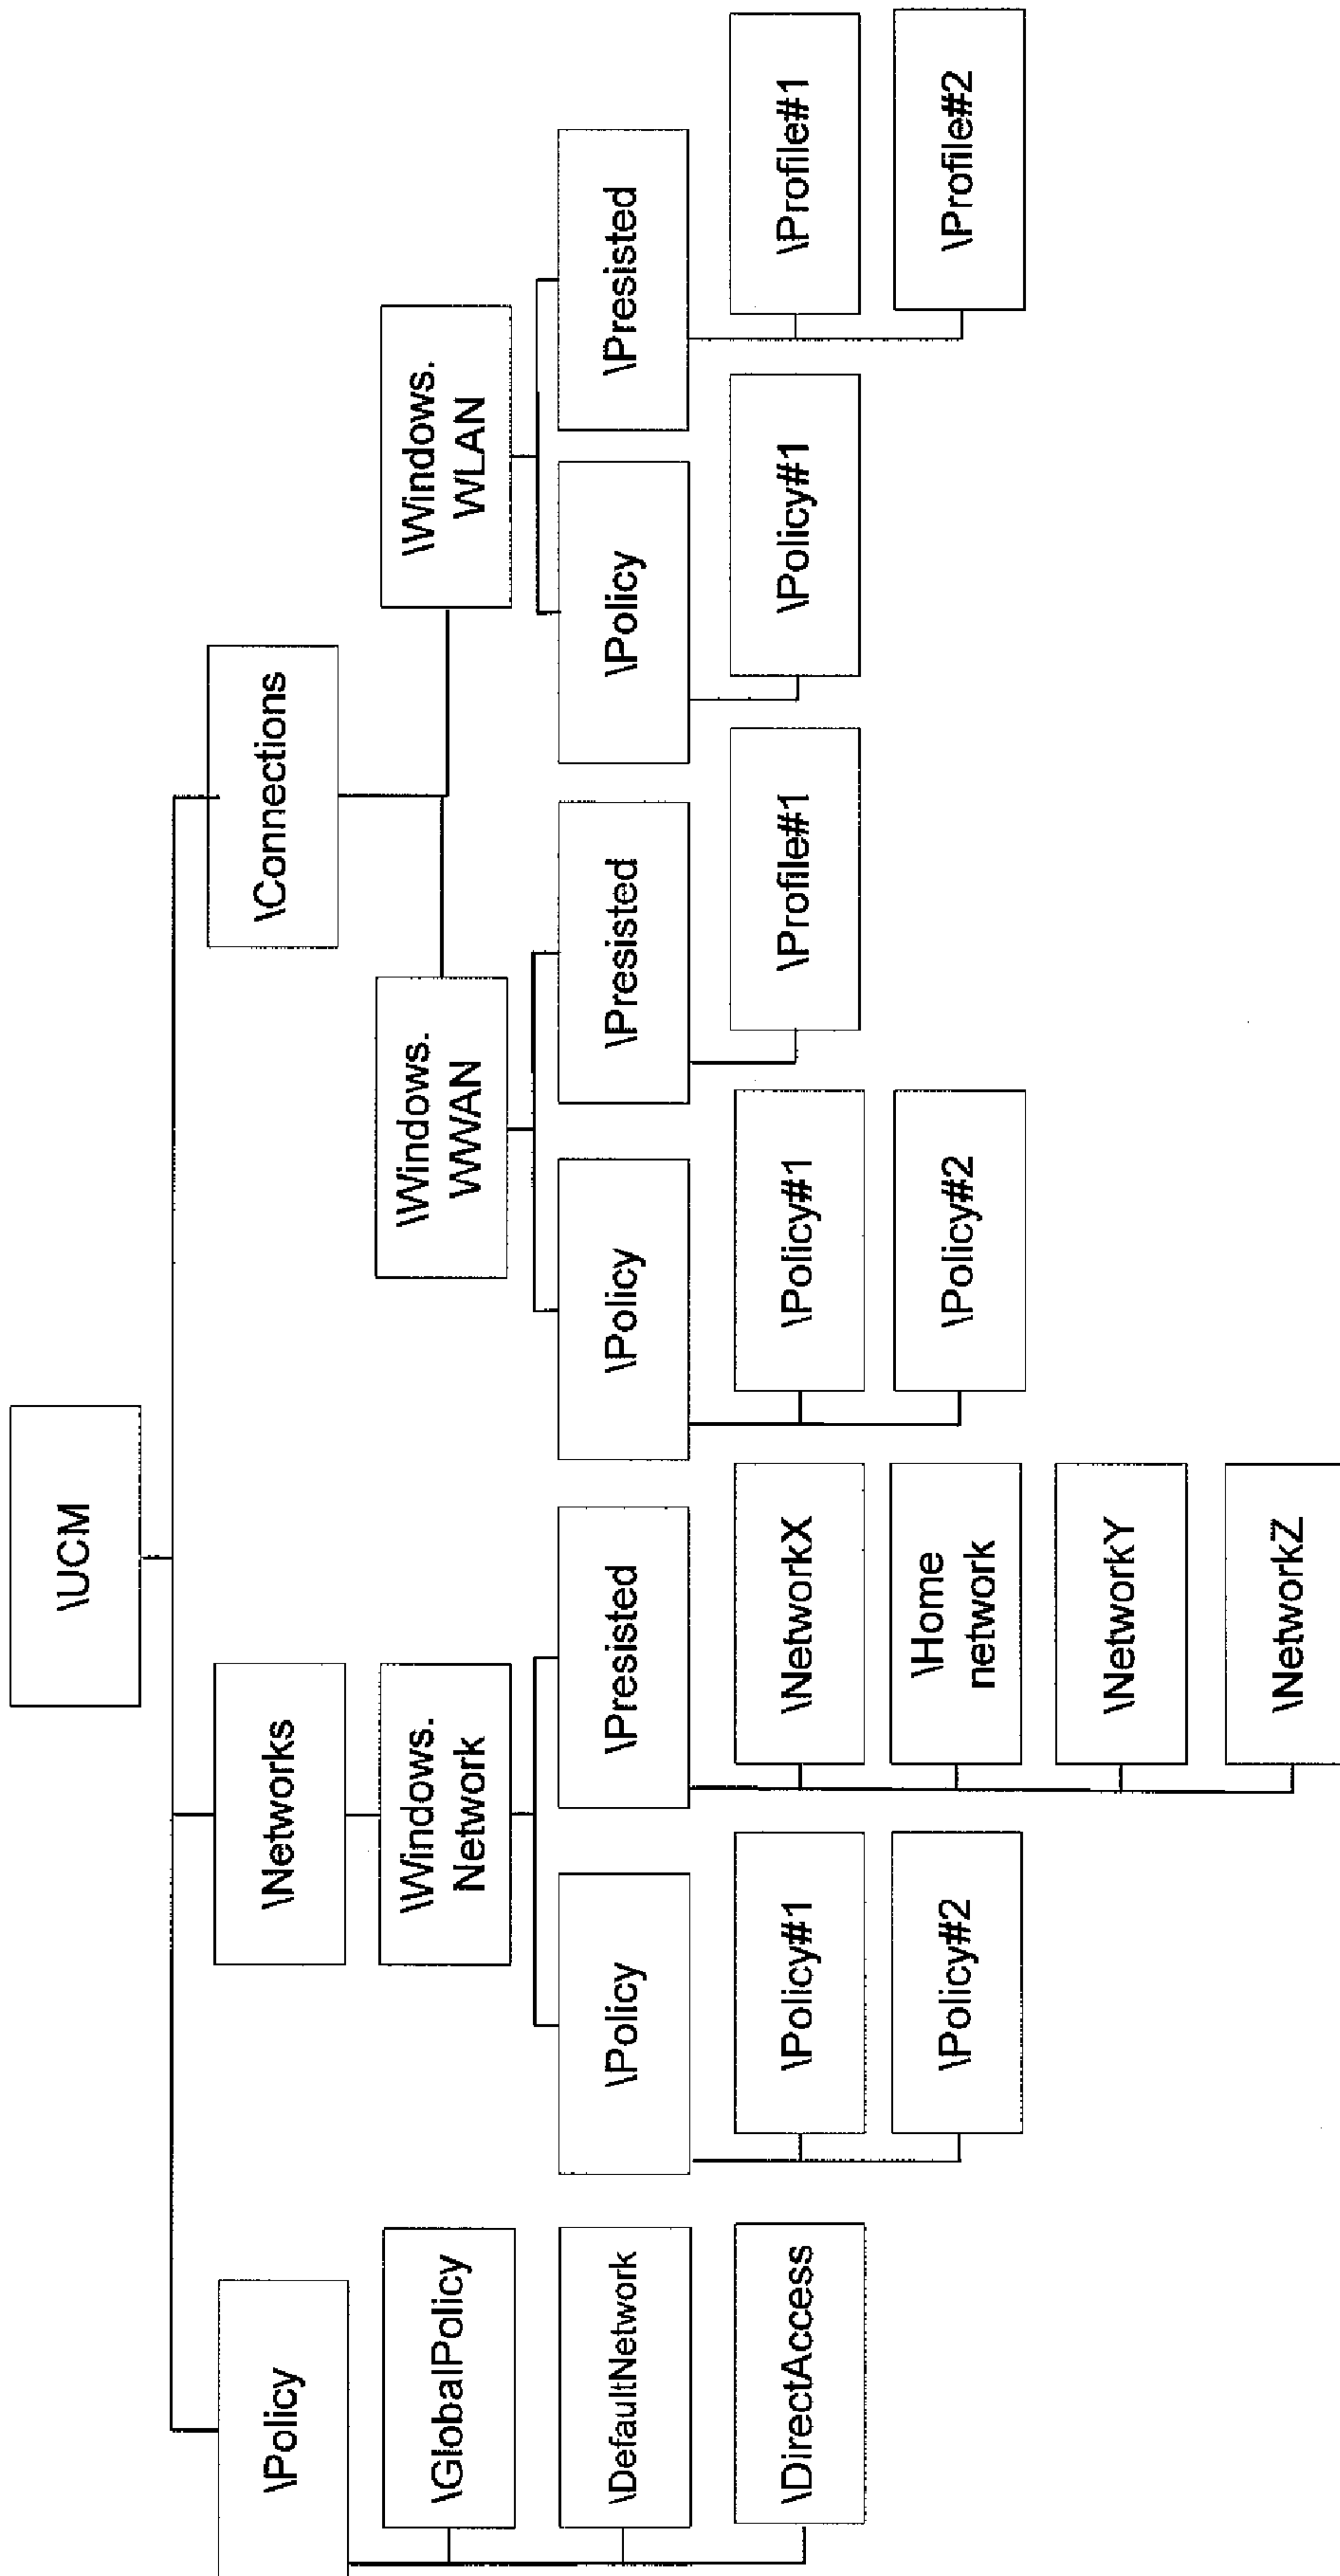 \UCM
\Policy
\GlobalPolicy
\DefaultNetwork
\DirectAccess
\Networks
\Windows.
Network
\Policy
\Policy#1
\Policy#2
\Presisted
\NetworkX
\Home
network
\NetworkY
\NetworkZ
\Connections
\Windows.
WWAN
\Policy
\Policy#1
\Policy#2
\Presisted
\Profile#1
\Windows.
WLAN
\Policy
\Policy#1
\Presisted
\Profile#1
\Profile#2